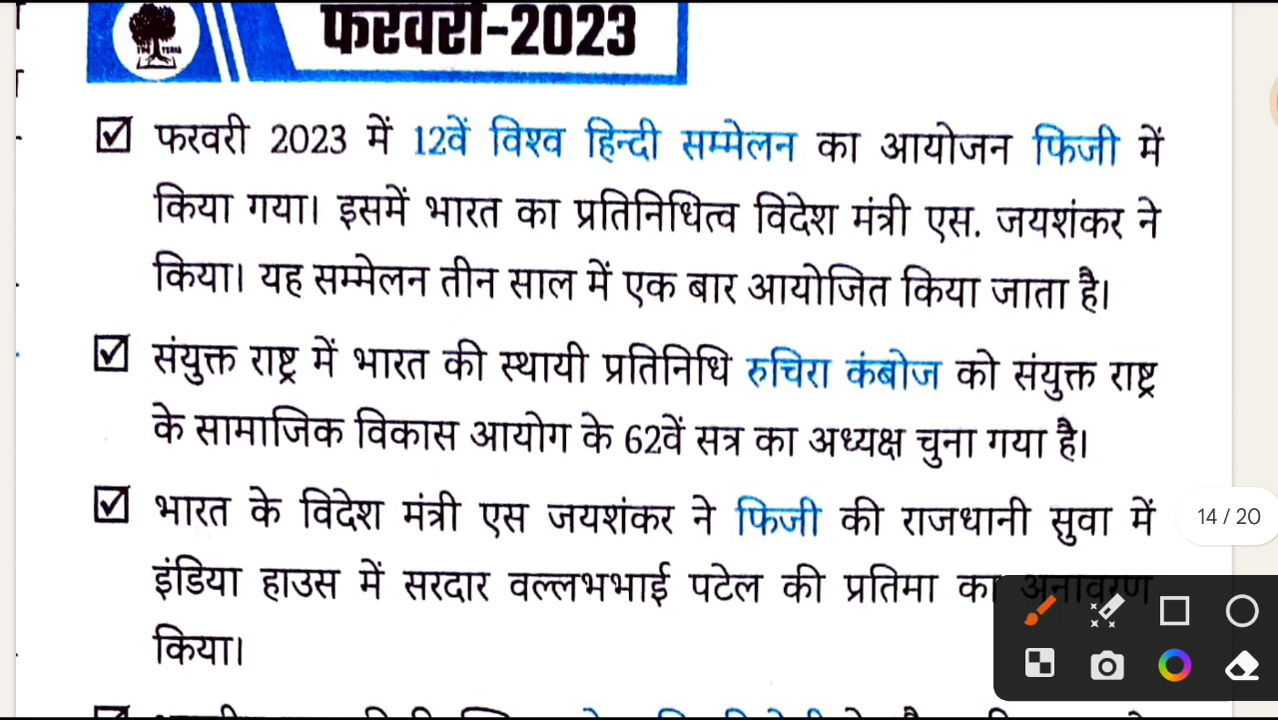 फरवरी-2023
फरवरी 2023 में 12वें विश्व हिन्दी सम्मेलन का आयोजन फिजी में
किया गया। इसमें भारत का प्रतिनिधित्व विदेश मंत्री एस. जयशंकर ने
किया। यह सम्मेलन तीन साल में एक बार आयोजित किया जाता है।
संयुक्त राष्ट्र में भारत की स्थायी प्रतिनिधि रुचिरा कंबोज को संयुक्त राष्ट्र
के सामाजिक विकास आयोग के 62वें सत्र का अध्यक्ष चुना गया है।
भारत के विदेश मंत्री एस जयशंकर ने फिजी की राजधानी सुवा में
14 / 20
इंडिया हाउस में सरदार वल्लभभाई पटेल की प्रतिमा का अनावरण
किया।